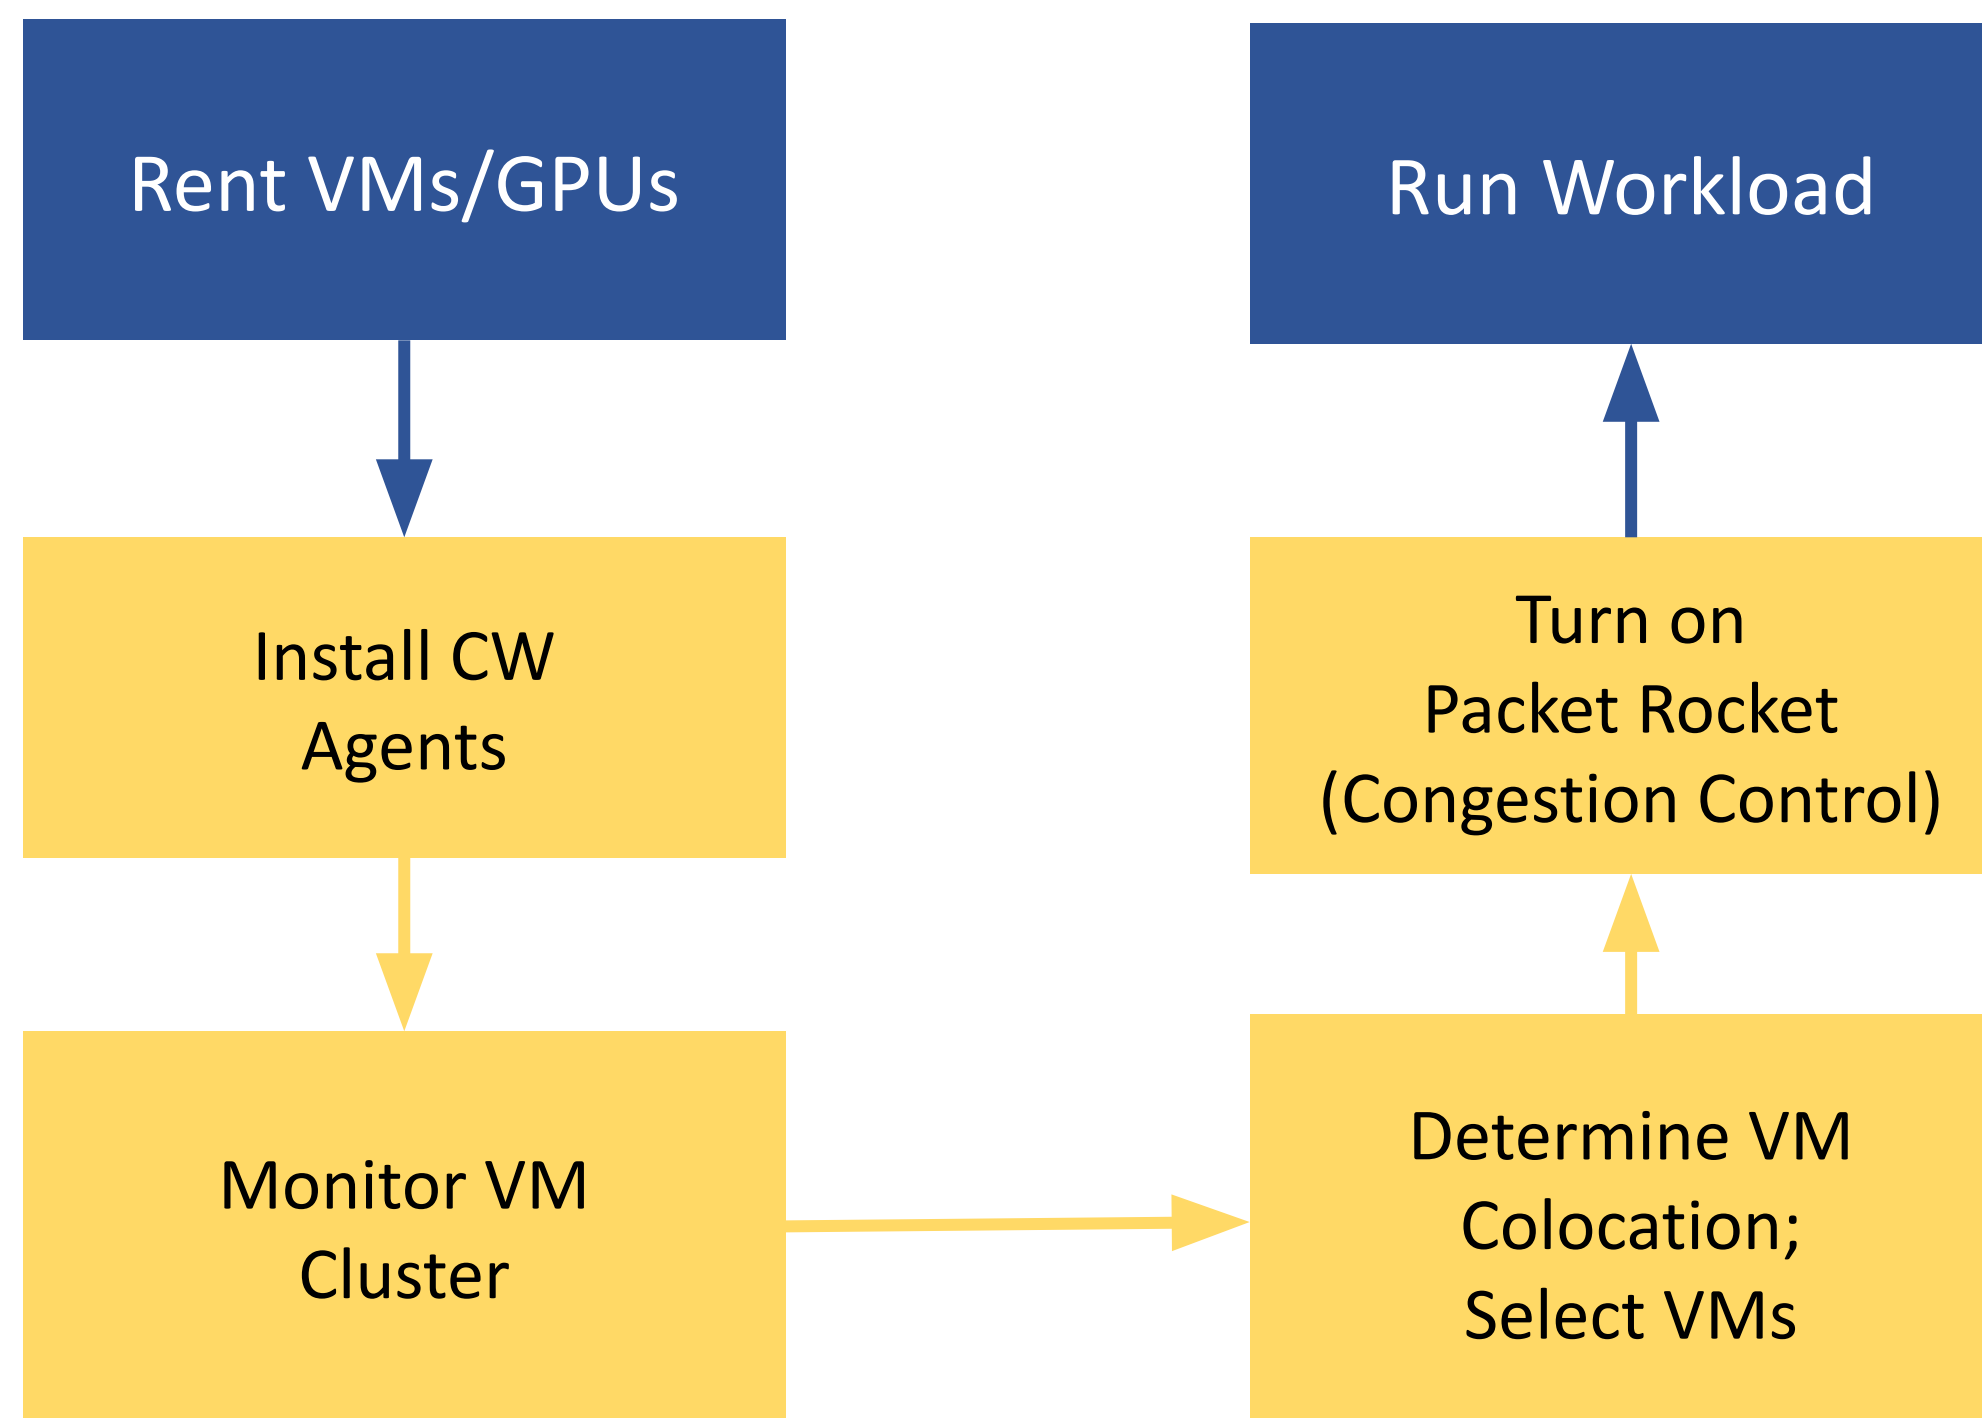 Rent VMs/GPUs
Install CW
Agents
Monitor VM
Cluster
Determine VM
Colocation;
Select VMs
Turn on
Packet Rocket
(Congestion Control)
Run Workload